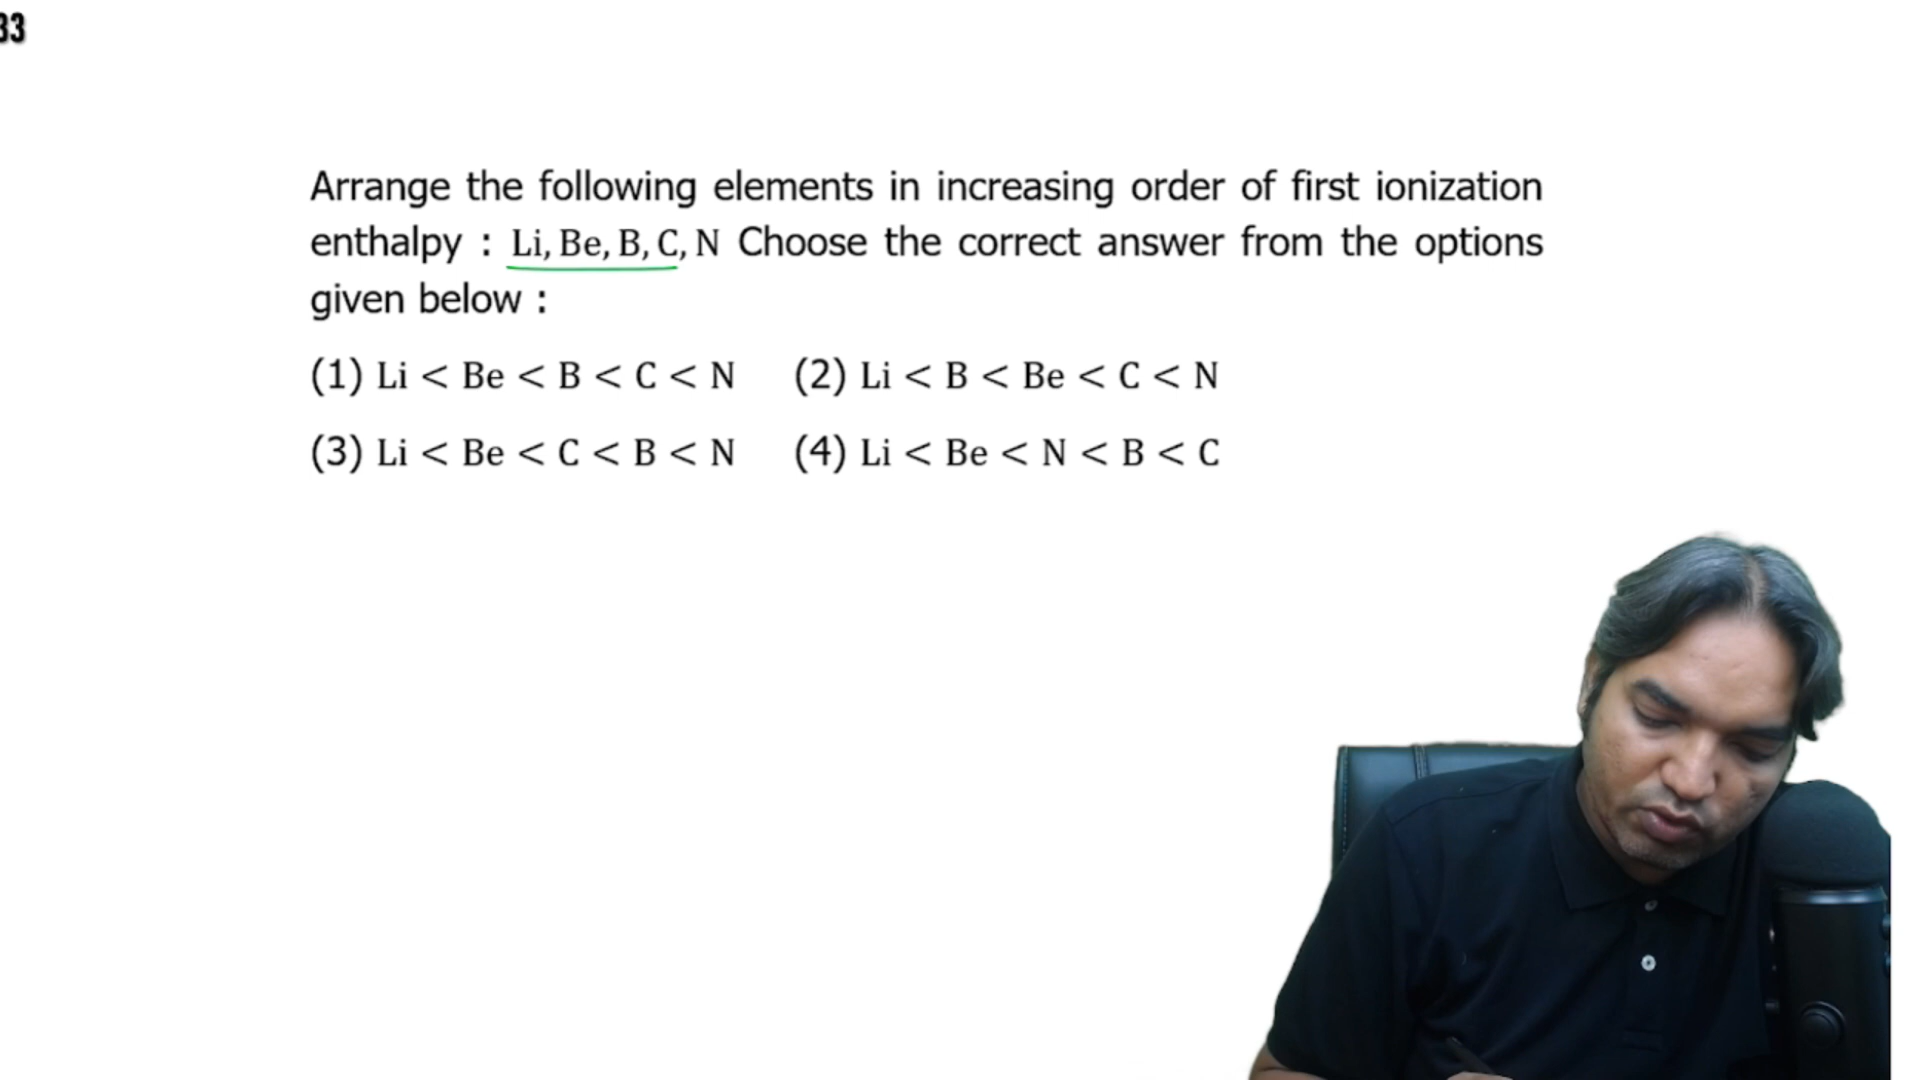 33
Arrange the following elements in increasing order of first ionization
enthalpy : Li, Be, B, C, N Choose the correct answer from the options
given below :
(1) Li < Be < B < C < N (2) Li < B < Be < C < N
(3) Li < Be < C < B < N (4) Li < Be < N < B < C